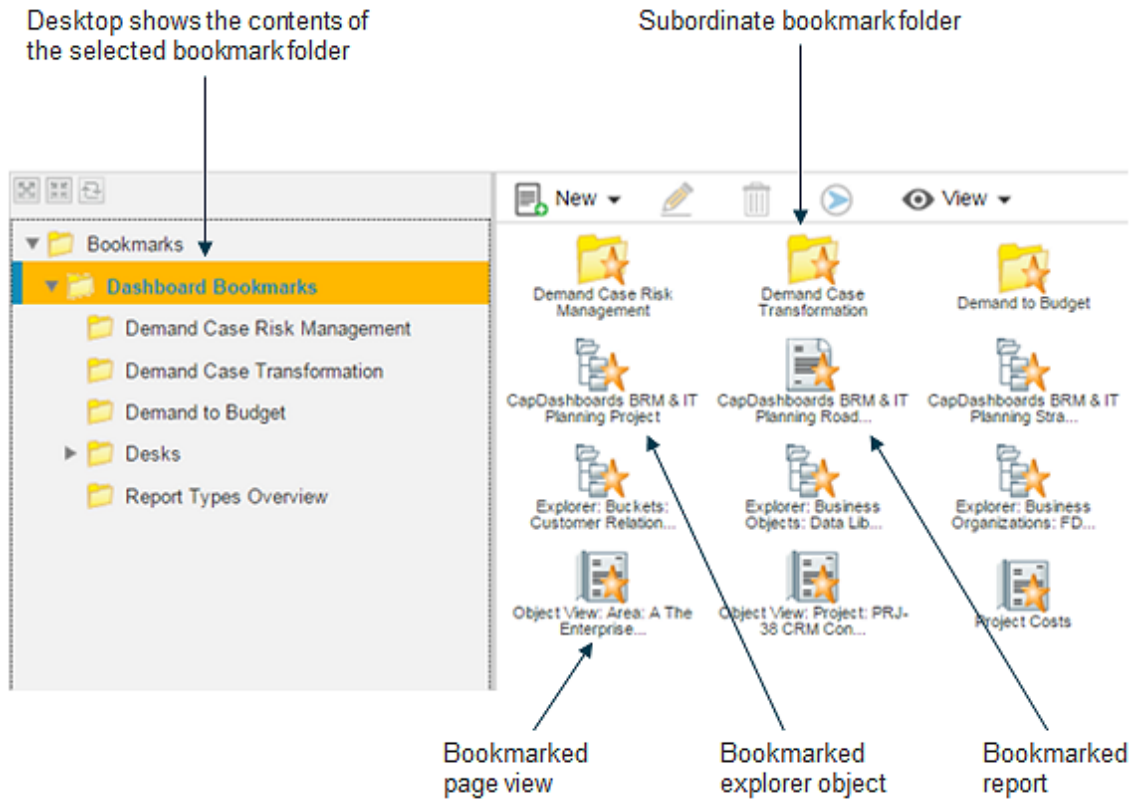 Desktop shows the contents of
the selected bookmark folder
Subordinate bookmark folder
New
View
Bookmarks
Dashboard Bookmarks
Demand Case Risk Management
Demand Case Transformation
Demand to Budget
Desks
Report Types Overview
Demand Case Risk
Management
Demand Case
Transformation
Demand to Budget
CapDashboards BRM & IT
Planning Project
CapDashboards BRM & IT
Planning Road...
CapDashboards BRM & IT
Planning Stra...
Explorer: Buckets:
Customer Relation...
Explorer: Business
Objects: Data Lib...
Explorer: Business
Organizations: FD...
Object View: Area: A The
Enterprise...
Object View: Project: PRJ-
38 CRM Con...
Project Costs
Bookmarked
page view
Bookmarked
explorer object
Bookmarked
report